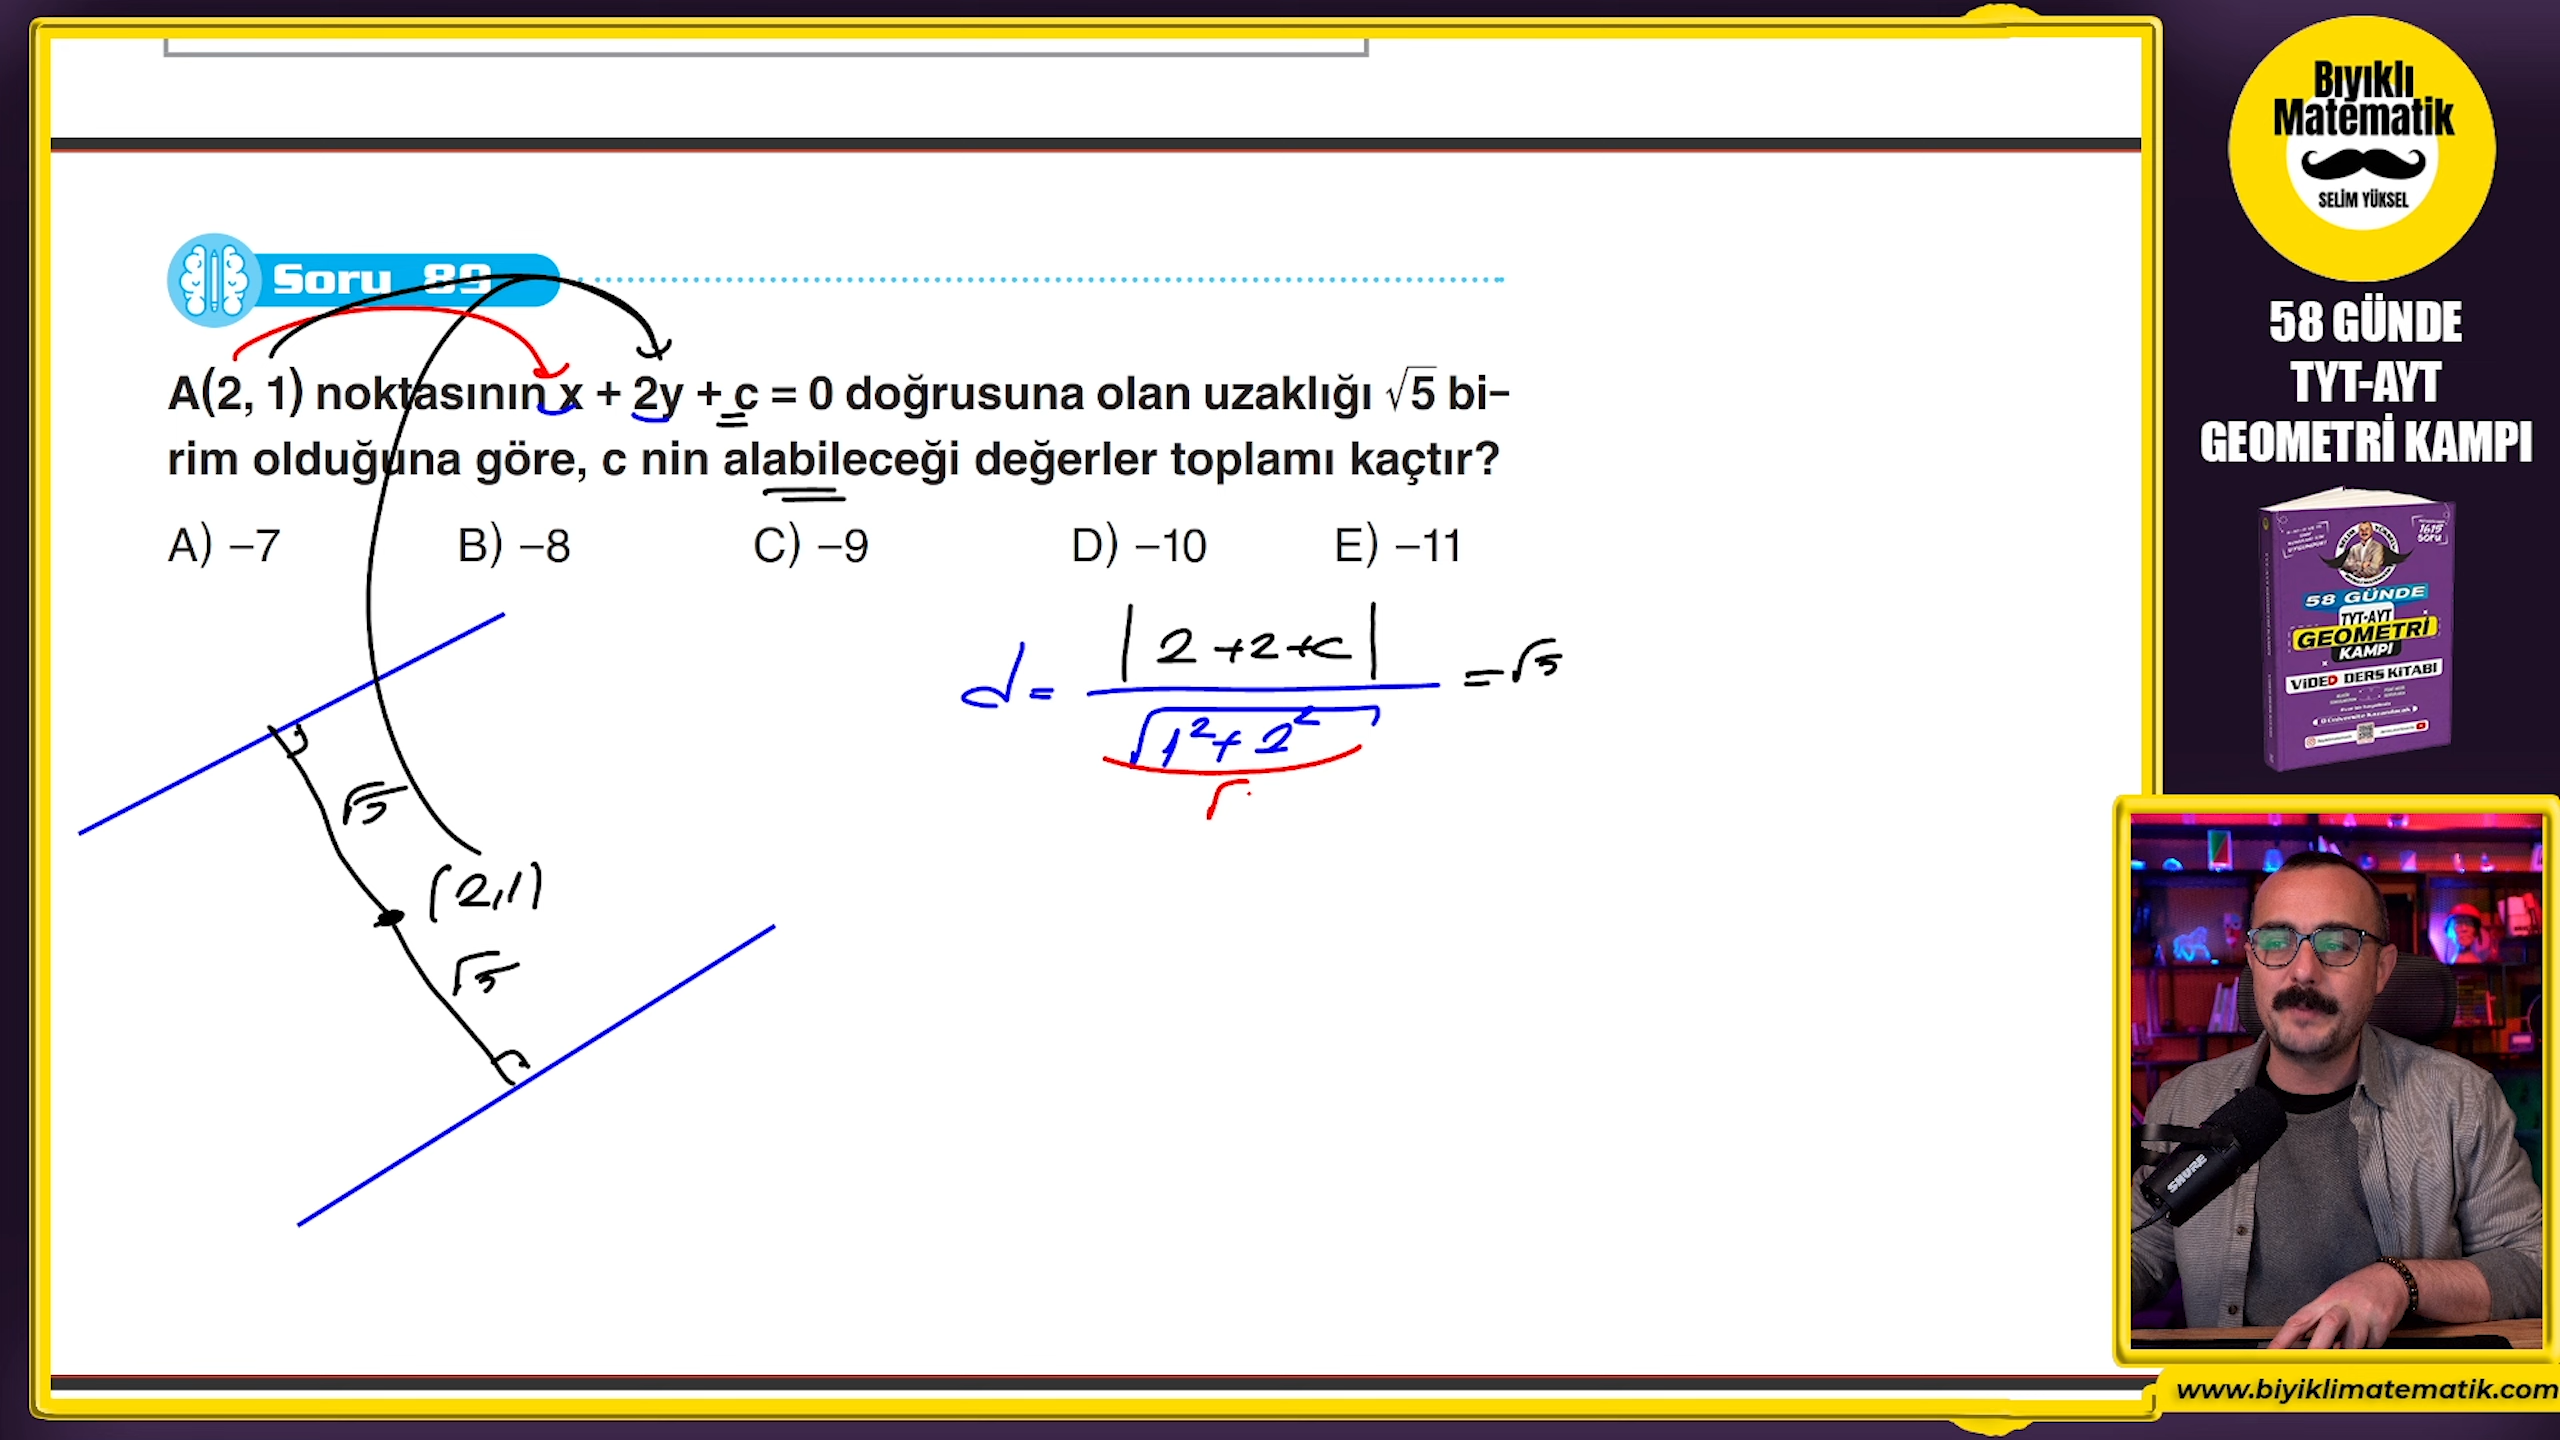 Soru 89
A(2, 1) noktasının x + 2y + c = 0 doğrusuna olan uzaklığı √5 bi–
rim olduğuna göre, c nin alabileceği değerler toplamı kaçtır?
A) –7 B) –8 C) –9 D) –10 E) –11
d = |2+2+c| / √1²+2² = √5
√
√5
(2,1)
√5
Bıyıklı
Matematik
SELİM YÜKSEL
58 GÜNDE
TYT-AYT
GEOMETRİ KAMPI
1615
SORU
58 GÜNDE
TYT-AYT
GEOMETRİ
KAMPI
VİDEO DERS KİTABI
SHURE
www.biyiklimatematik.com